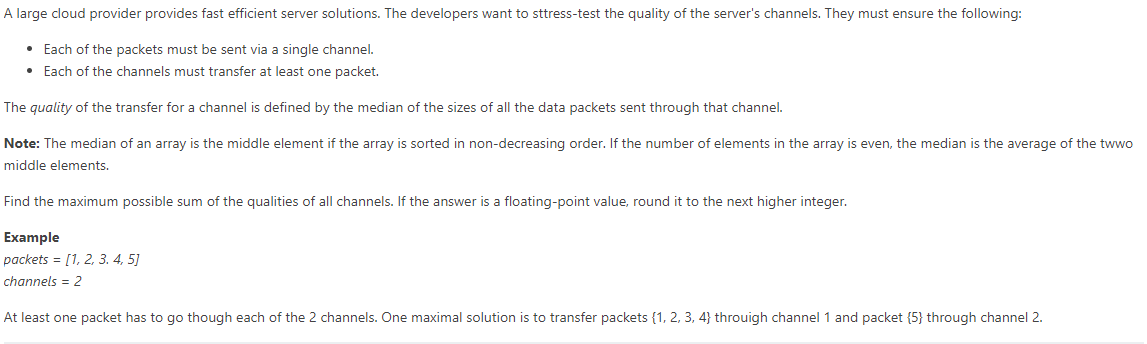 A large cloud provider provides fast efficient server solutions. The developers want to sttress-test the quality of the server's channels. They must ensure the following:
• Each of the packets must be sent via a single channel.
• Each of the channels must transfer at least one packet.
The quality of the transfer for a channel is defined by the median of the sizes of all the data packets sent through that channel.
Note: The median of an array is the middle element if the array is sorted in non-decreasing order. If the number of elements in the array is even, the median is the average of the twwo
middle elements.
Find the maximum possible sum of the qualities of all channels. If the answer is a floating-point value, round it to the next higher integer.
Example
packets = [1, 2, 3. 4, 5]
channels = 2
At least one packet has to go though each of the 2 channels. One maximal solution is to transfer packets {1, 2, 3, 4} throuigh channel 1 and packet {5} through channel 2.